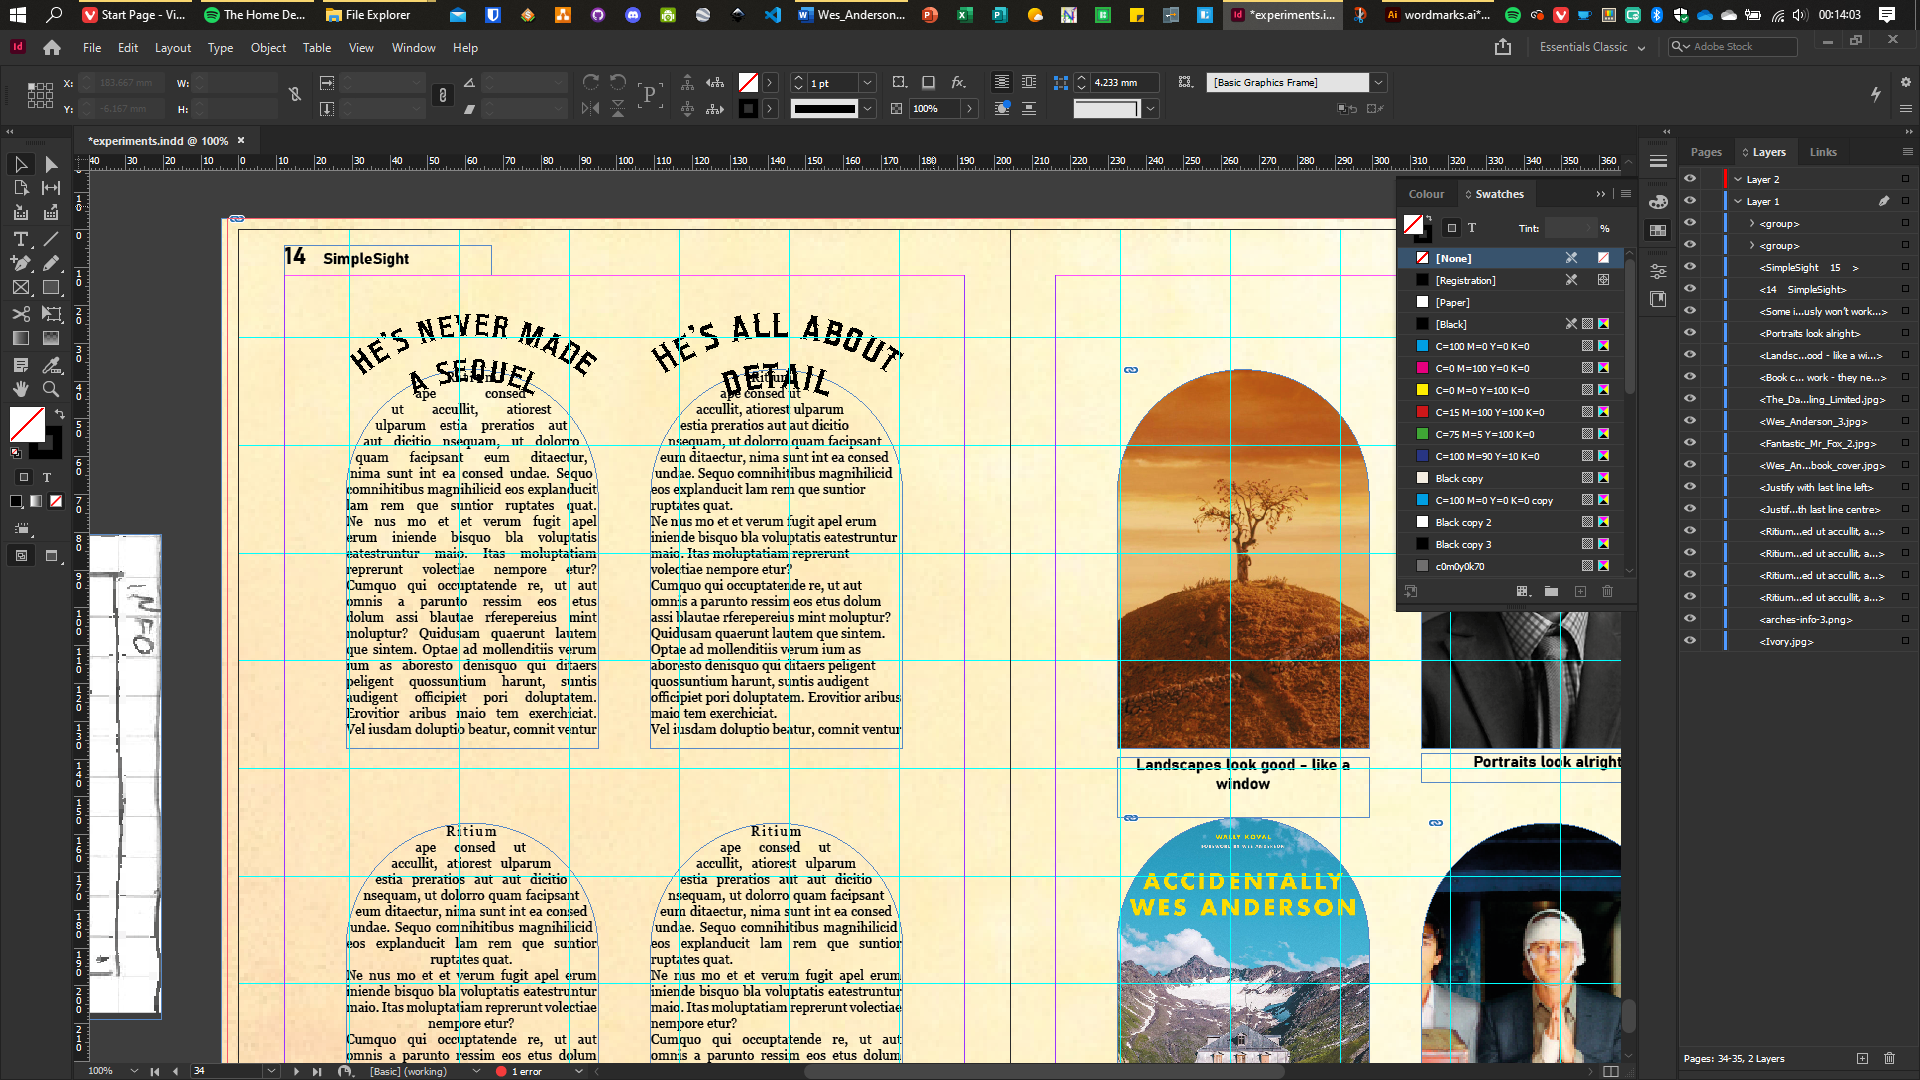 Start Page - Vi...
The Home De...
File Explorer
Wes_Anderson...
*experiments.i...
wordmarks.ai*...
00:14:03
File Edit Layout Type Object Table View Window Help
Essentials Classic
Adobe Stock
X: 183.667 mm W:
Y: -6.167 mm H:
1 pt
100%
4.233 mm
[Basic Graphics Frame]
*experiments.indd @ 100%
14 SimpleSight
HE'S NEVER MADE
A SEQUEL
ape consed
ut accullit, atiorest
ulparum estia preratios aut
aut dicitio nsequam, ut dolorro
quam facipsant eum ditaectur,
nima sunt int ea consed undae. Sequo
comnihitibus magnihilicid eos explanducit
lam rem que suntior ruptates quat.
Ne nus mo et et verum fugit apel
erum iniende bisquo bla voluptatis
eatestruntur maio. Itas moluptatiam
reprerunt volectiae nempore etur?
Cumquo qui occuptatende re, ut aut
omnis a parunto ressim eos etus
dolum assi blautae rferepereius mint
moluptur? Quidusam quaerunt lautem
que sintem. Optae ad mollenditiis verum
ium as aboresto denisquo qui ditaers
peligent quossuntium harunt, suntis
audigent officipiet pori doluptatem.
Erovitior aribus maio tem exerchiciat.
Vel iusdam doluptio beatur, comnit ventur
HE'S ALL ABOUT
DETAIL
Ritium
ape consed ut
accullit, atiorest ulparum
estia preratios aut aut dicitio
nsequam, ut dolorro quam facipsant
eum ditaectur, nima sunt int ea consed
undae. Sequo comnihitibus magnihilicid
eos explanducit lam rem que suntior
ruptates quat.
Ne nus mo et et verum fugit apel erum
iniende bisquo bla voluptatis eatestruntur
maio. Itas moluptatiam reprerunt
volectiae nempore etur?
Cumquo qui occuptatende re, ut aut
omnis a parunto ressim eos etus dolum
assi blautae rferepereius mint moluptur?
Quidusam quaerunt lautem que sintem.
Optae ad mollenditiis verum ium as
aboresto denisquo qui ditaers peligent
quossuntium harunt, suntis audigent
officipiet pori doluptatem. Erovitior aribus
maio tem exerchiciat.
Vel iusdam doluptio beatur, comnit ventur
Ritium
ape consed ut
accullit, atiorest ulparum
estia preratios aut aut dicitio
nsequam, ut dolorro quam facipsant
eum ditaectur, nima sunt int ea consed
undae. Sequo comnihitibus magnihilicid
eos explanducit lam rem que suntior
ruptates quat.
Ne nus mo et et verum fugit apel erum
iniende bisquo bla voluptatis eatestruntur
maio. Itas moluptatiam reprerunt volectiae
nempore etur?
Cumquo qui occuptatende re, ut aut
omnis a parunto ressim eos etus dolum
Ritium
ape consed ut
accullit, atiorest ulparum
estia preratios aut aut dicitio
nsequam, ut dolorro quam facipsant
eum ditaectur, nima sunt int ea consed
undae. Sequo comnihitibus magnihilicid
eos explanducit lam rem que suntior
ruptates quat.
Ne nus mo et et verum fugit apel erum
iniende bisquo bla voluptatis eatestruntur
maio. Itas moluptatiam reprerunt volectiae
nempore etur?
Cumquo qui occuptatende re, ut aut
omnis a parunto ressim eos etus dolum
INFO
Landscapes look good - like a
window
Portraits look alright
WALLY KOVAL
FOREWORD BY WES ANDERSON
ACCIDENTALLY
WES ANDERSON
Colour Swatches
Tint: %
[None]
[Registration]
[Paper]
[Black]
C=100 M=0 Y=0 K=0
C=0 M=100 Y=0 K=0
C=0 M=0 Y=100 K=0
C=15 M=100 Y=100 K=0
C=75 M=5 Y=100 K=0
C=100 M=90 Y=10 K=0
Black copy
C=100 M=0 Y=0 K=0 copy
Black copy 2
Black copy 3
c0m0y0k70
Pages Layers Links
Layer 2
Layer 1
<group>
<group>
<SimpleSight 15 >
<14 SimpleSight>
<Some i...usly won't work...>
<Portraits look alright>
<Landsc...ood - like a wi...>
<Book c... work - they ne...>
<The_Da...ling_Limited.jpg>
<Wes_Anderson_3.jpg>
<Fantastic_Mr_Fox_2.jpg>
<Wes_An...book_cover.jpg>
<Justify with last line left>
<Justif...th last line centre>
<Ritium...ed ut accullit, a...>
<Ritium...ed ut accullit, a...>
<Ritium...ed ut accullit, a...>
<Ritium...ed ut accullit, a...>
<arches-info-3.png>
<Ivory.jpg>
Pages: 34-35, 2 Layers
100% 34 [Basic] (working) 1 error